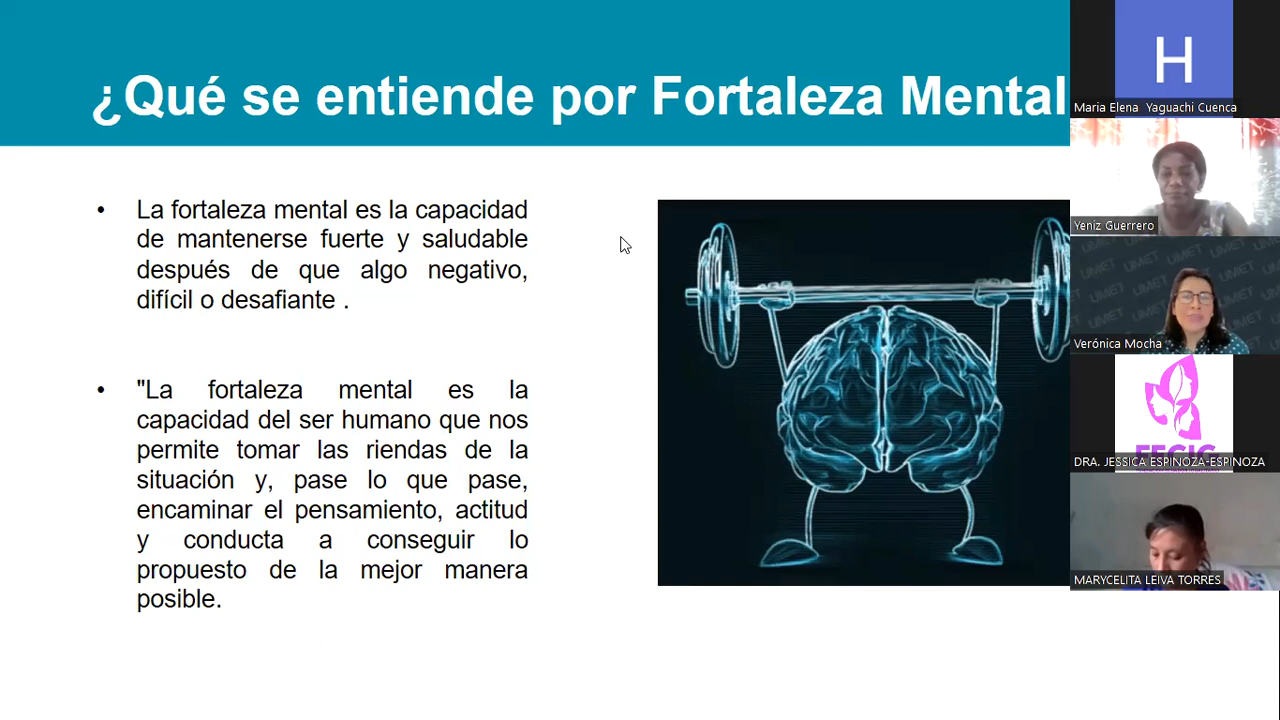 ¿Qué se entiende por Fortaleza Mental
• La fortaleza mental es la capacidad
de mantenerse fuerte y saludable
después de que algo negativo,
difícil o desafiante .
• "La fortaleza mental es la
capacidad del ser humano que nos
permite tomar las riendas de la
situación y, pase lo que pase,
encaminar el pensamiento, actitud
y conducta a conseguir lo
propuesto de la mejor manera
posible.
H
Maria Elena Yaguachi Cuenca
Yeniz Guerrero
UMET UMET UMET
Verónica Mocha
DRA. JESSICA ESPINOZA-ESPINOZA
MARYCELITA LEIVA TORRES